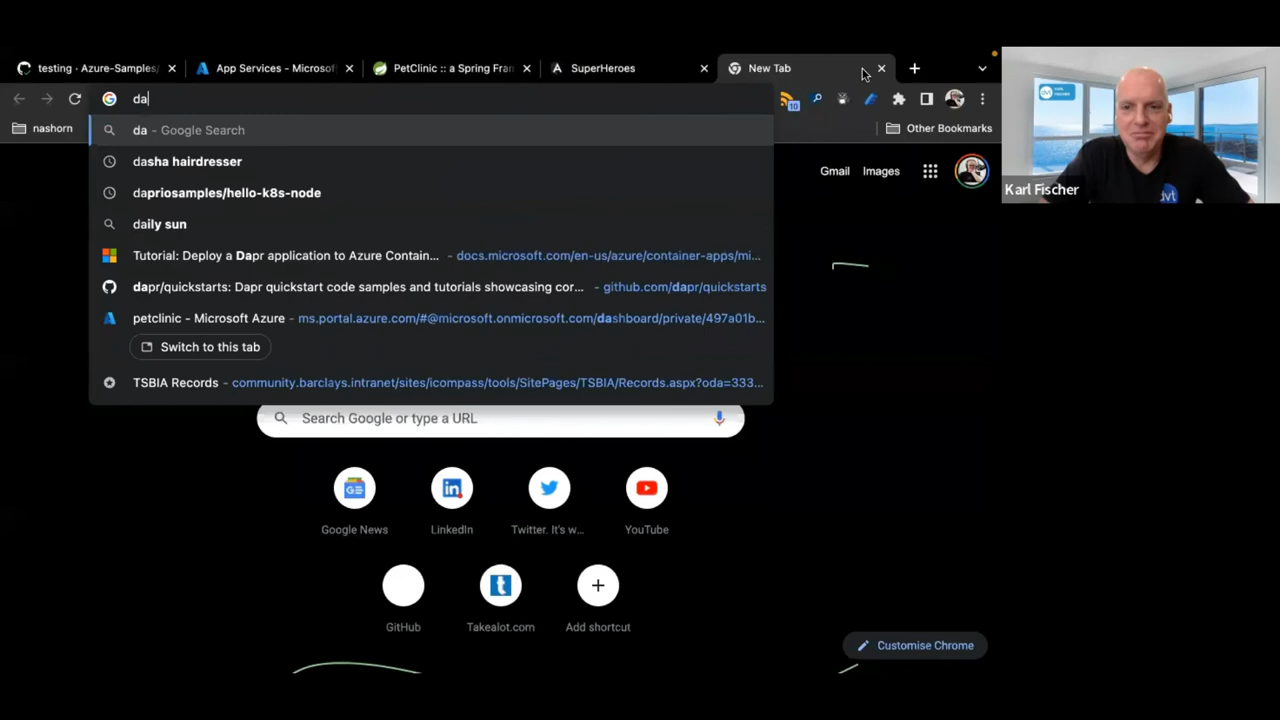 testing · Azure-Samples/
App Services - Microsof
PetClinic :: a Spring Fran
SuperHeroes
New Tab
da
10
nashorn
Other Bookmarks
da - Google Search
dasha hairdresser
dapriosamples/hello-k8s-node
daily sun
Tutorial: Deploy a Dapr application to Azure Contain... - docs.microsoft.com/en-us/azure/container-apps/mi...
dapr/quickstarts: Dapr quickstart code samples and tutorials showcasing cor... - github.com/dapr/quickstarts
petclinic - Microsoft Azure - ms.portal.azure.com/#@microsoft.onmicrosoft.com/dashboard/private/497a01b...
Switch to this tab
TSBIA Records - community.barclays.intranet/sites/icompass/tools/SitePages/TSBIA/Records.aspx?oda=333...
Gmail Images
Search Google or type a URL
Google News
LinkedIn
Twitter. It's w...
YouTube
GitHub
Takealot.com
Add shortcut
Customise Chrome
dvt
dvt
Karl Fischer